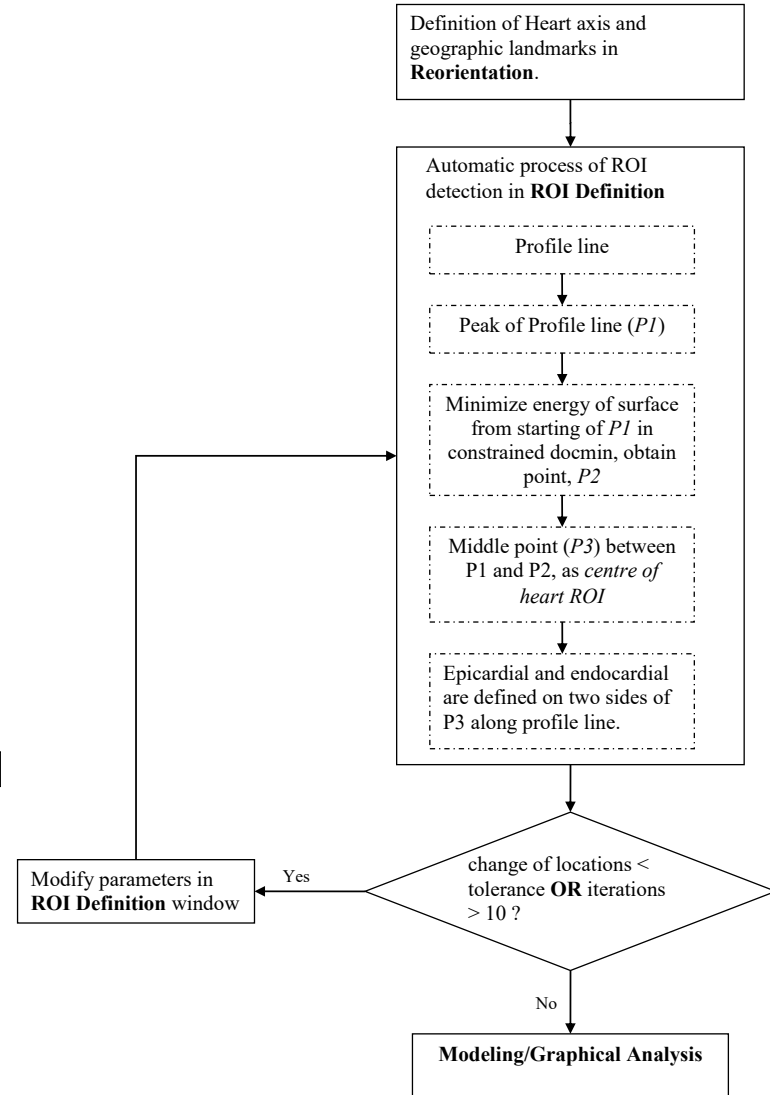 Definition of Heart axis and
geographic landmarks in
Reorientation.
Automatic process of ROI
detection in ROI Definition
Profile line
Peak of Profile line (P1)
Minimize energy of surface
from starting of P1 in
constrained docmin, obtain
point, P2
Middle point (P3) between
P1 and P2, as centre of
heart ROI
Epicardial and endocardial
are defined on two sides of
P3 along profile line.
change of locations <
tolerance OR iterations
> 10 ?
Yes
Modify parameters in
ROI Definition window
No
Modeling/Graphical Analysis